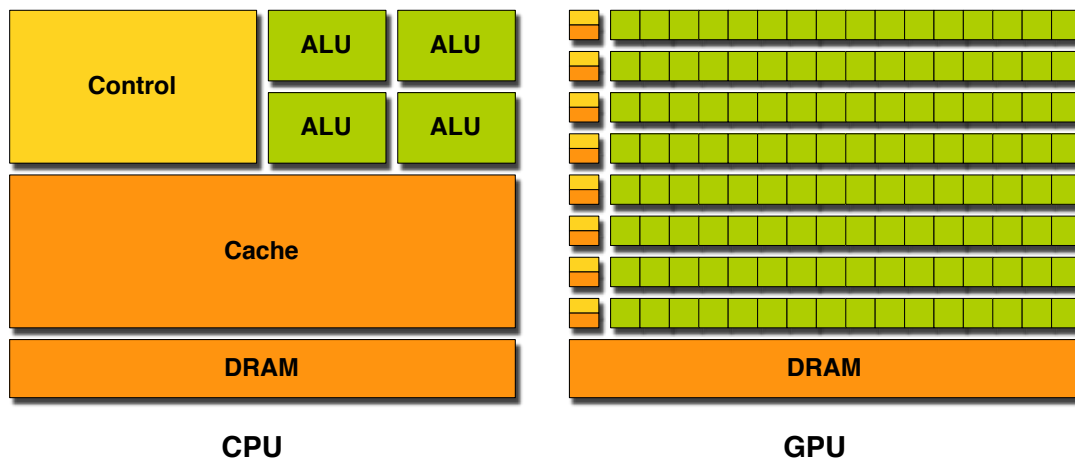 Control
ALU
ALU
ALU
ALU
Cache
DRAM
DRAM
CPU
GPU